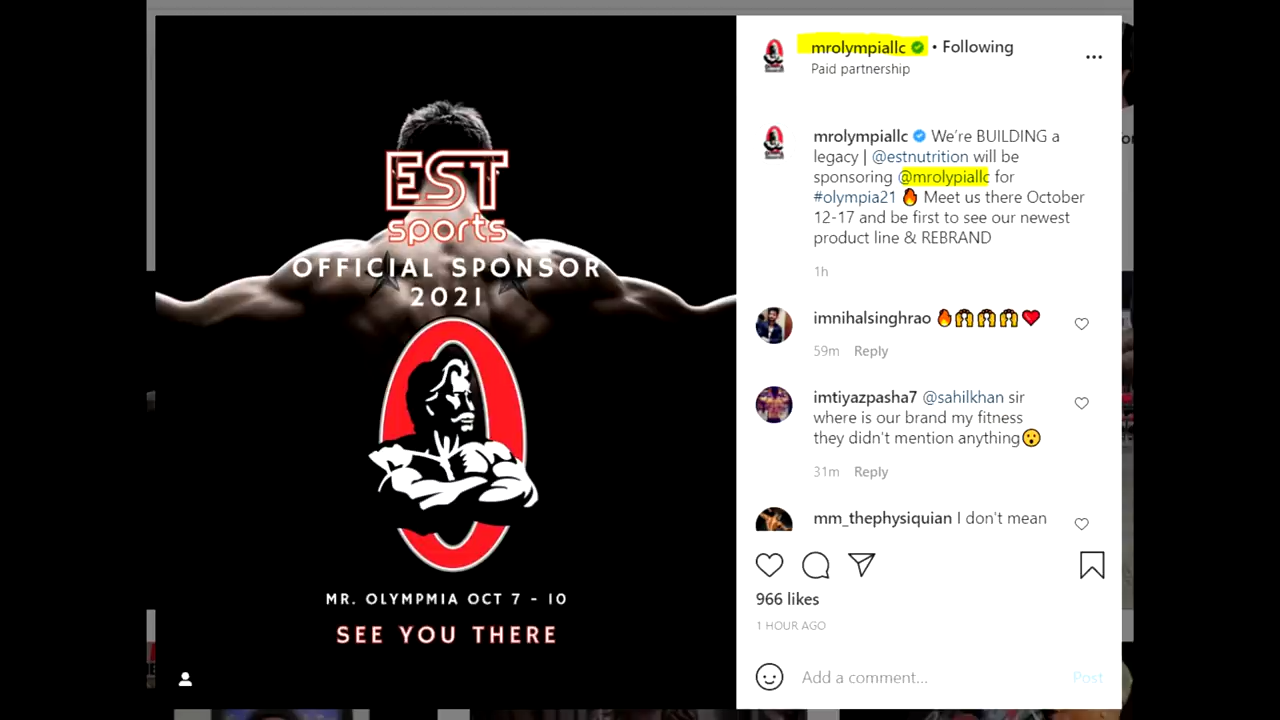 EST
sports
OFFICIAL SPONSOR
2021
MR. OLYMPMIA OCT 7 - 10
SEE YOU THERE
mrolympiallc • Following
Paid partnership
mrolympiallc We're BUILDING a
legacy | @estnutrition will be
sponsoring @mrolypiallc for
#olympia21 🔥 Meet us there October
12-17 and be first to see our newest
product line & REBRAND
1h
imnihalsinghrao 🔥🙌🙌🙌❤️
59m Reply
imtiyazpasha7 @sahilkhan sir
where is our brand my fitness
they didn't mention anything😮
31m Reply
mm_thephysiquian I don't mean
966 likes
1 HOUR AGO
Add a comment...
Post